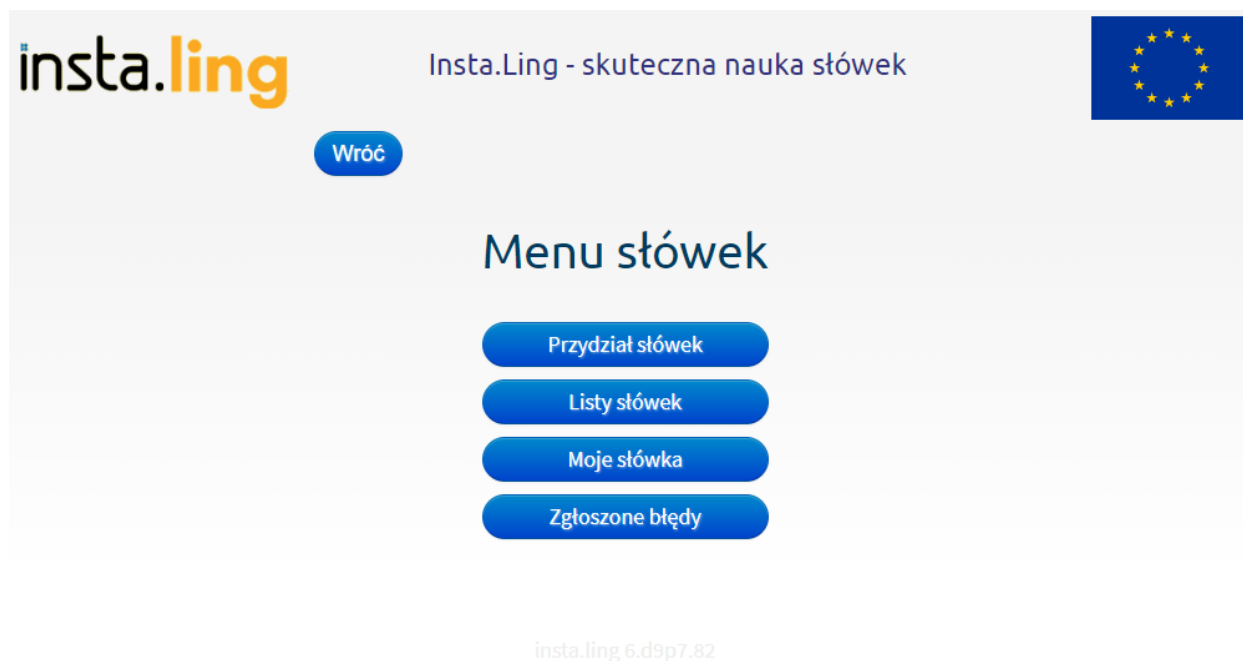 insta.ling
Insta.Ling - skuteczna nauka słówek
Wróć
Menu słówek
Przydział słówek
Listy słówek
Moje słówka
Zgłoszone błędy
insta.ling 6.d9p7.82